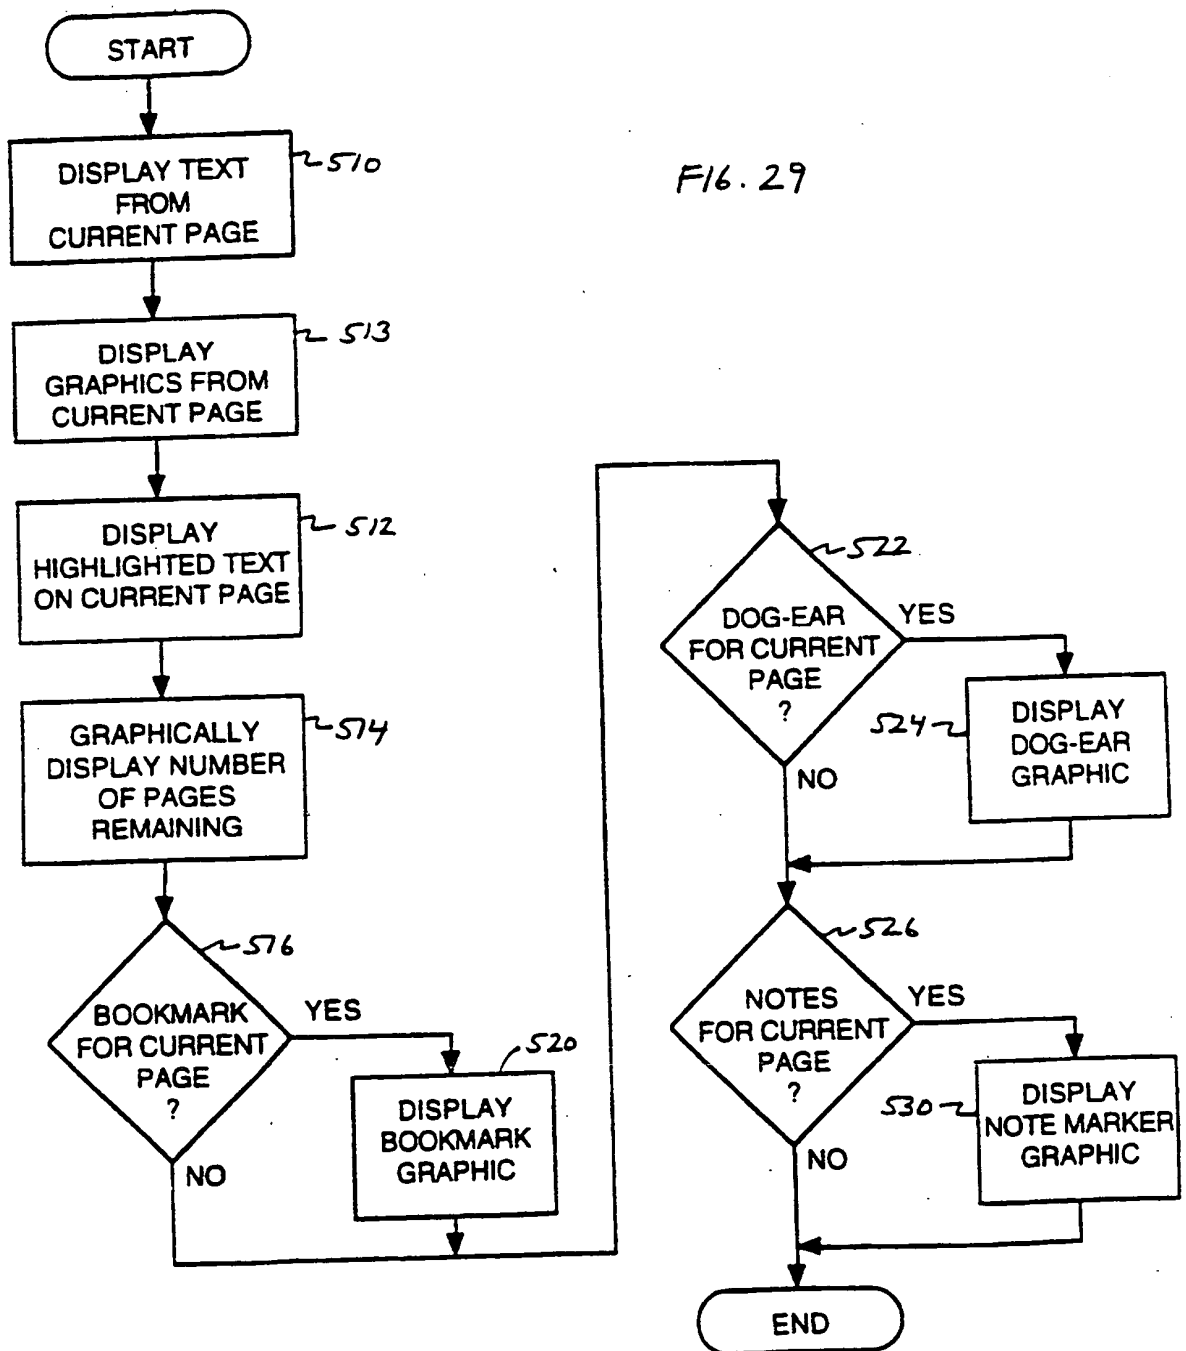 START
DISPLAY TEXT
FROM
CURRENT PAGE
510
FIG. 29
DISPLAY
GRAPHICS FROM
CURRENT PAGE
513
DISPLAY
HIGHLIGHTED TEXT
ON CURRENT PAGE
512
GRAPHICALLY
DISPLAY NUMBER
OF PAGES
REMAINING
514
BOOKMARK
FOR CURRENT
PAGE
?
516
YES
NO
DISPLAY
BOOKMARK
GRAPHIC
520
DOG-EAR
FOR CURRENT
PAGE
?
522
YES
NO
DISPLAY
DOG-EAR
GRAPHIC
524
NOTES
FOR CURRENT
PAGE
?
526
YES
NO
DISPLAY
NOTE MARKER
GRAPHIC
530
END